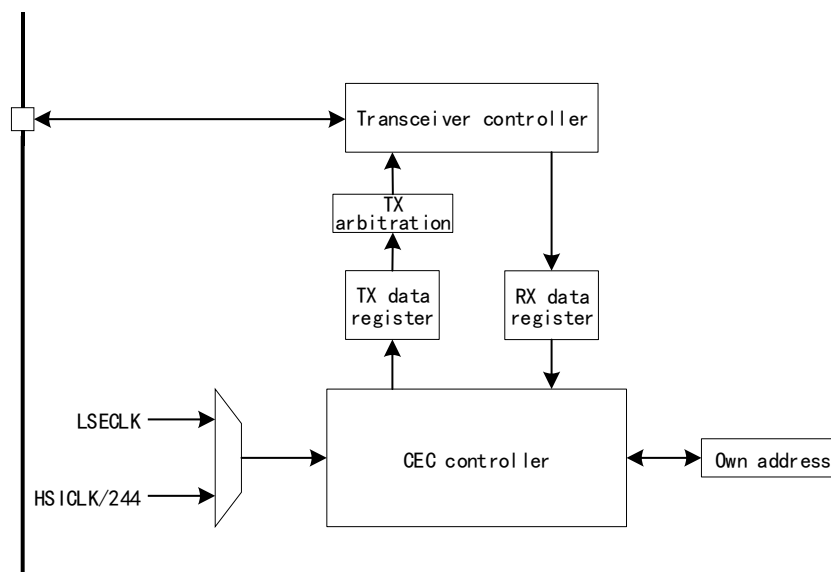 Transceiver controller
TX
arbitration
TX data
register
RX data
register
LSECLK
CEC controller
Own address
HSICLK/244